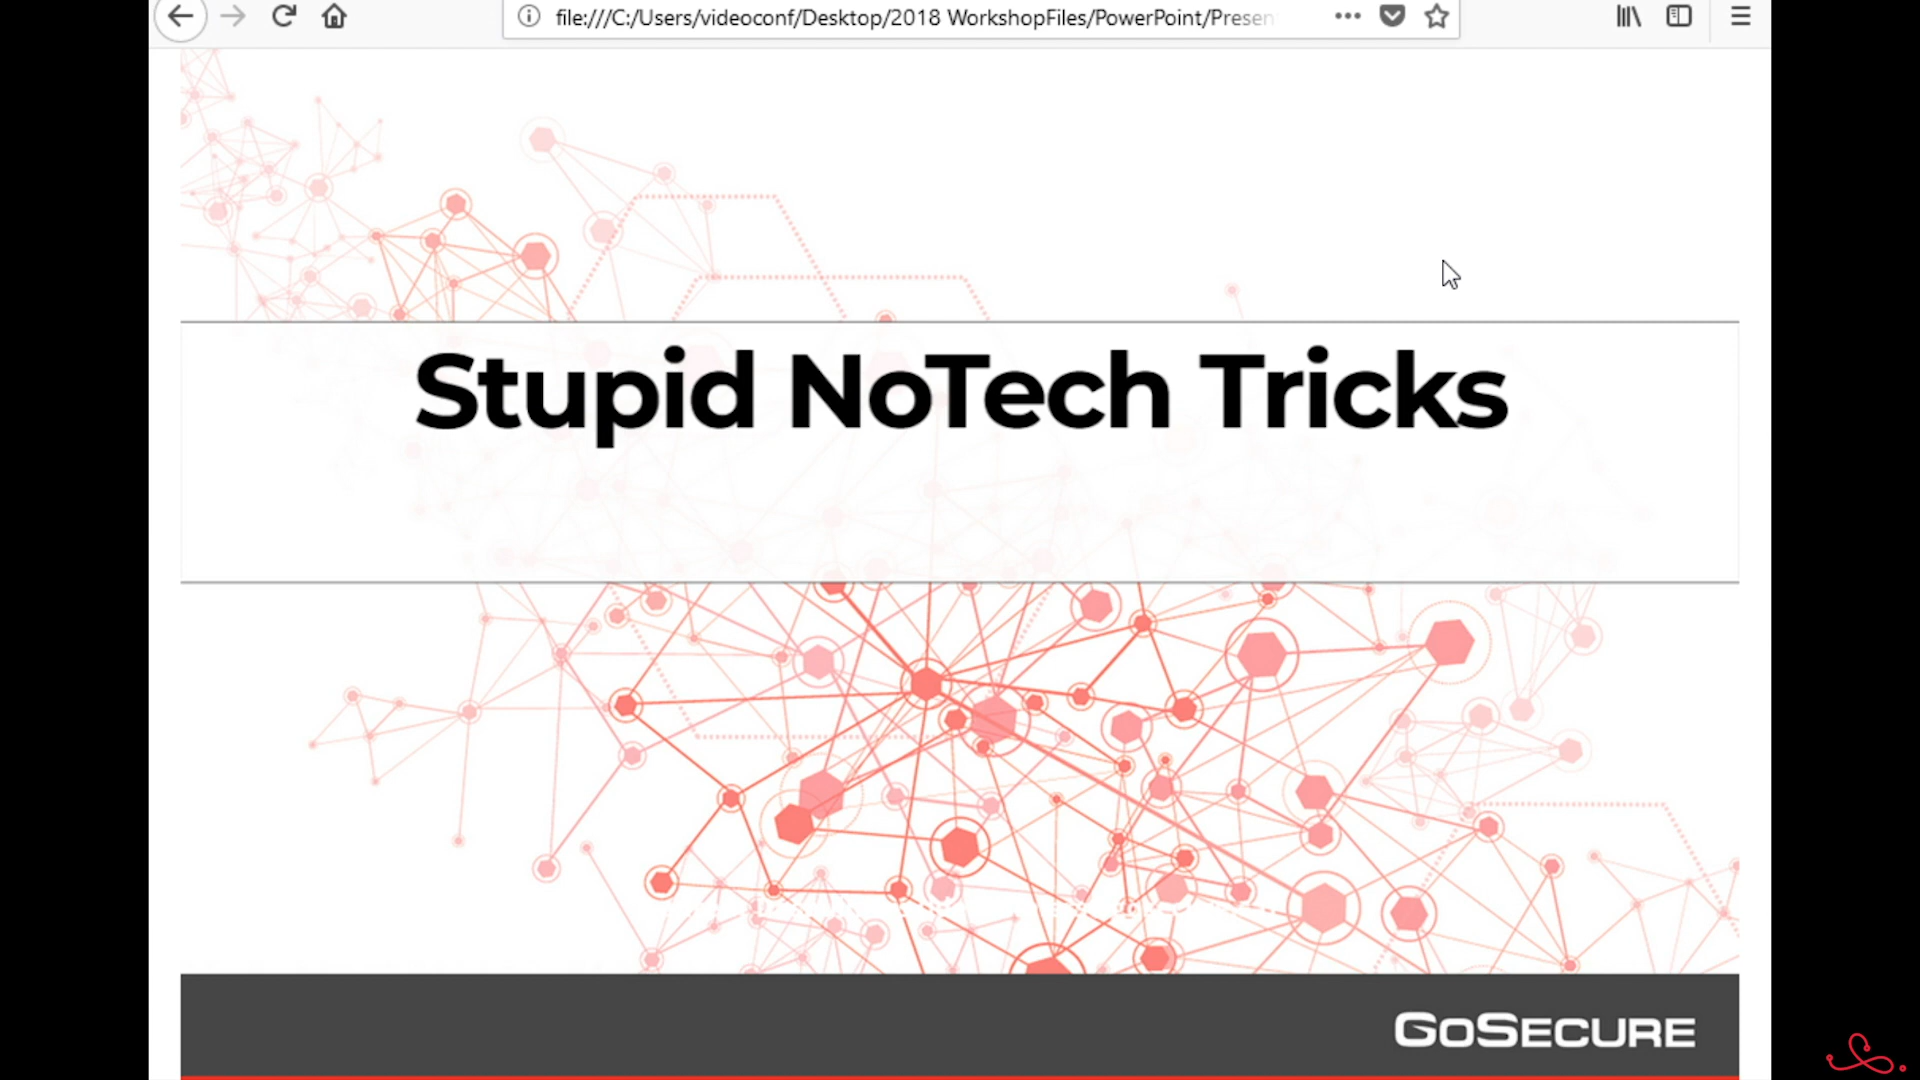 file:///C:/Users/videoconf/Desktop/2018 WorkshopFiles/PowerPoint/Presen
Stupid NoTech Tricks
GOSECURE